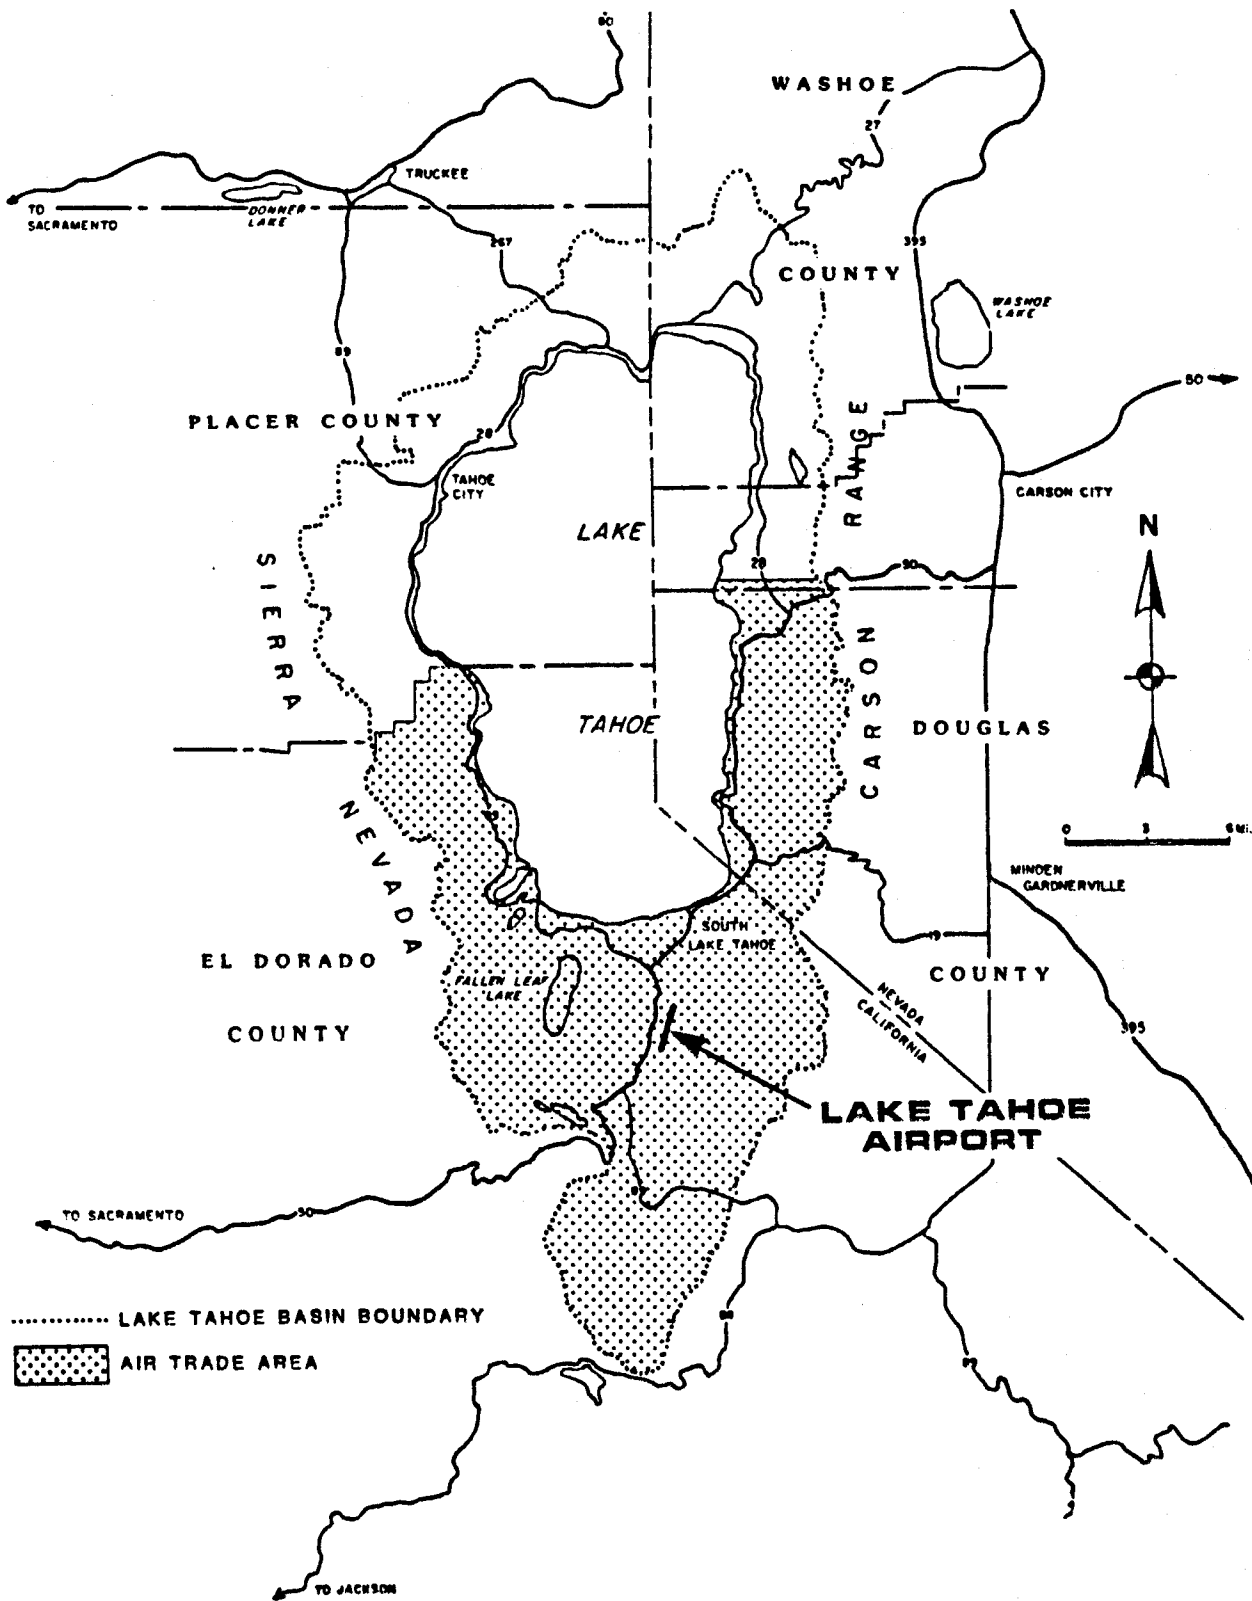 80
WASHOE
27
TRUCKEE
TO
SACRAMENTO
DONNER
LAKE
267
395
COUNTY
WASHOE
LAKE
89
50
PLACER COUNTY
28
RANGE
TAHOE
CITY
CARSON CITY
LAKE
N
SIERRA
28
50
CARSON
TAHOE
DOUGLAS
NEVADA
0 3 6 Mi.
MINDEN
GARDNERVILLE
SOUTH
LAKE TAHOE
19
EL DORADO
COUNTY
FALLEN LEAF
LAKE
COUNTY
NEVADA
CALIFORNIA
395
LAKE TAHOE
AIRPORT
TO SACRAMENTO
50
LAKE TAHOE BASIN BOUNDARY
AIR TRADE AREA
TO JACKSON